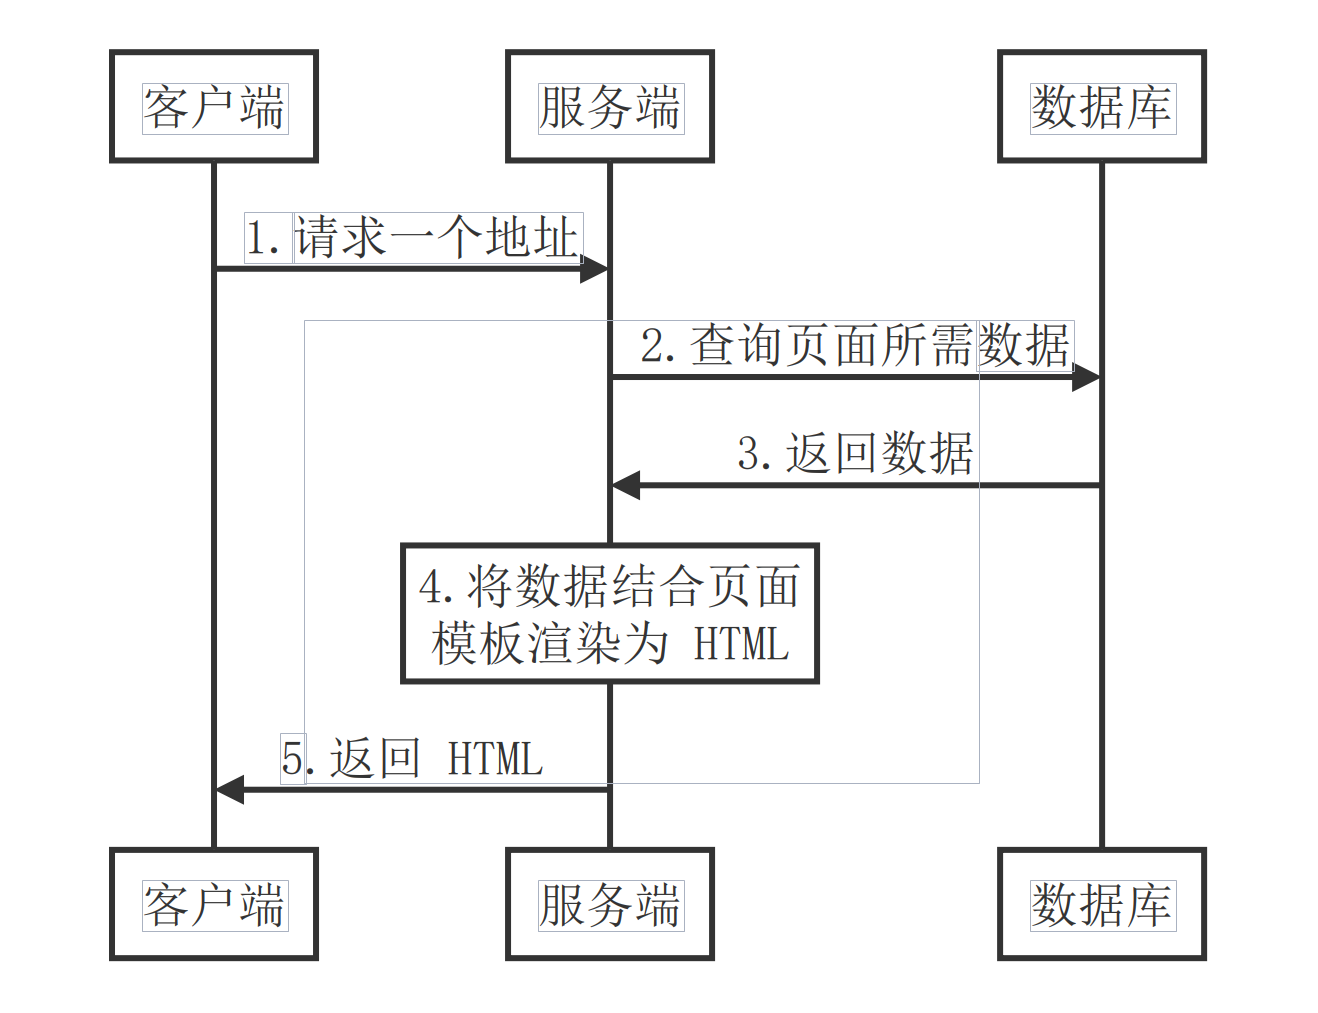 客户端
服务端
数据库
1.请求一个地址
2.查询页面所需数据
3.返回数据
4.将数据结合页面
模板渲染为 HTML
5.返回 HTML
客户端
服务端
数据库